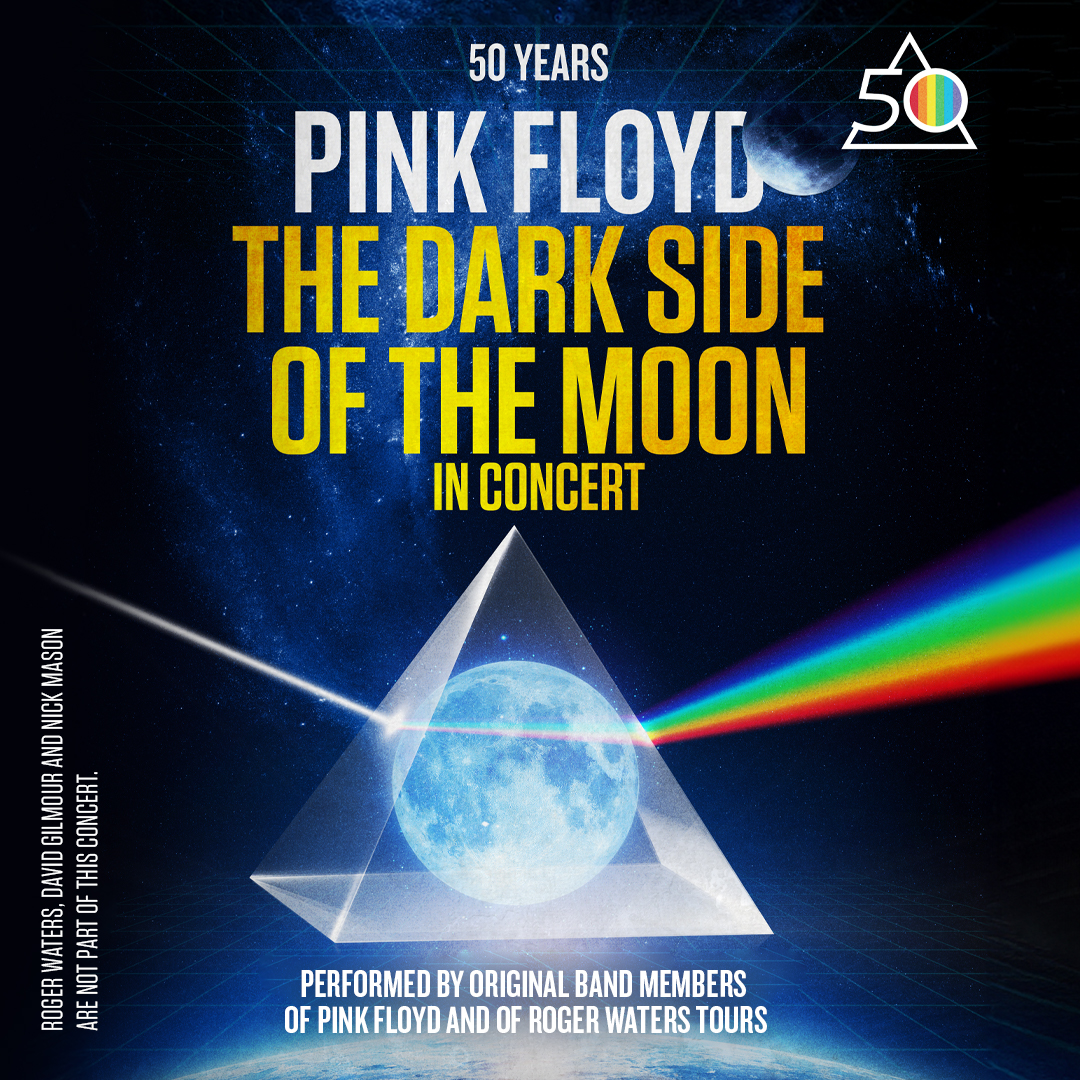 50 YEARS
50
PINK FLOYD
THE DARK SIDE
OF THE MOON
IN CONCERT
ROGER WATERS, DAVID GILMOUR AND NICK MASON
ARE NOT PART OF THIS CONCERT.
PERFORMED BY ORIGINAL BAND MEMBERS
OF PINK FLOYD AND OF ROGER WATERS TOURS